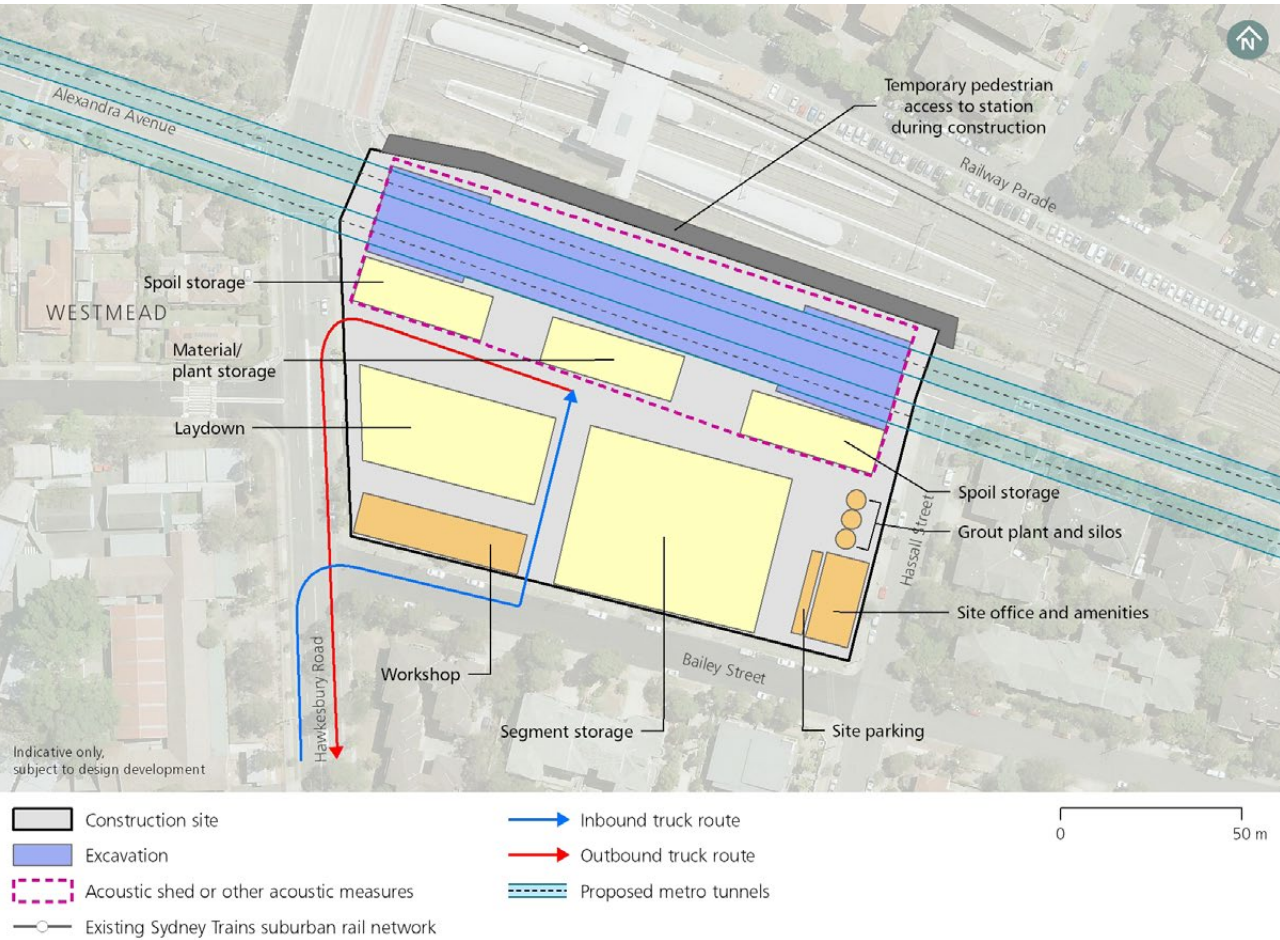 N
Alexandra Avenue
Temporary pedestrian
access to station
during construction
Railway Parade
Spoil storage
WESTMEAD
Material/
plant storage
Laydown
Spoil storage
Grout plant and silos
Hassall Street
Site office and amenities
Hawkesbury Road
Workshop
Bailey Street
Segment storage
Site parking
Indicative only,
subject to design development
Construction site
Excavation
Acoustic shed or other acoustic measures
Existing Sydney Trains suburban rail network
Inbound truck route
Outbound truck route
Proposed metro tunnels
0
50 m